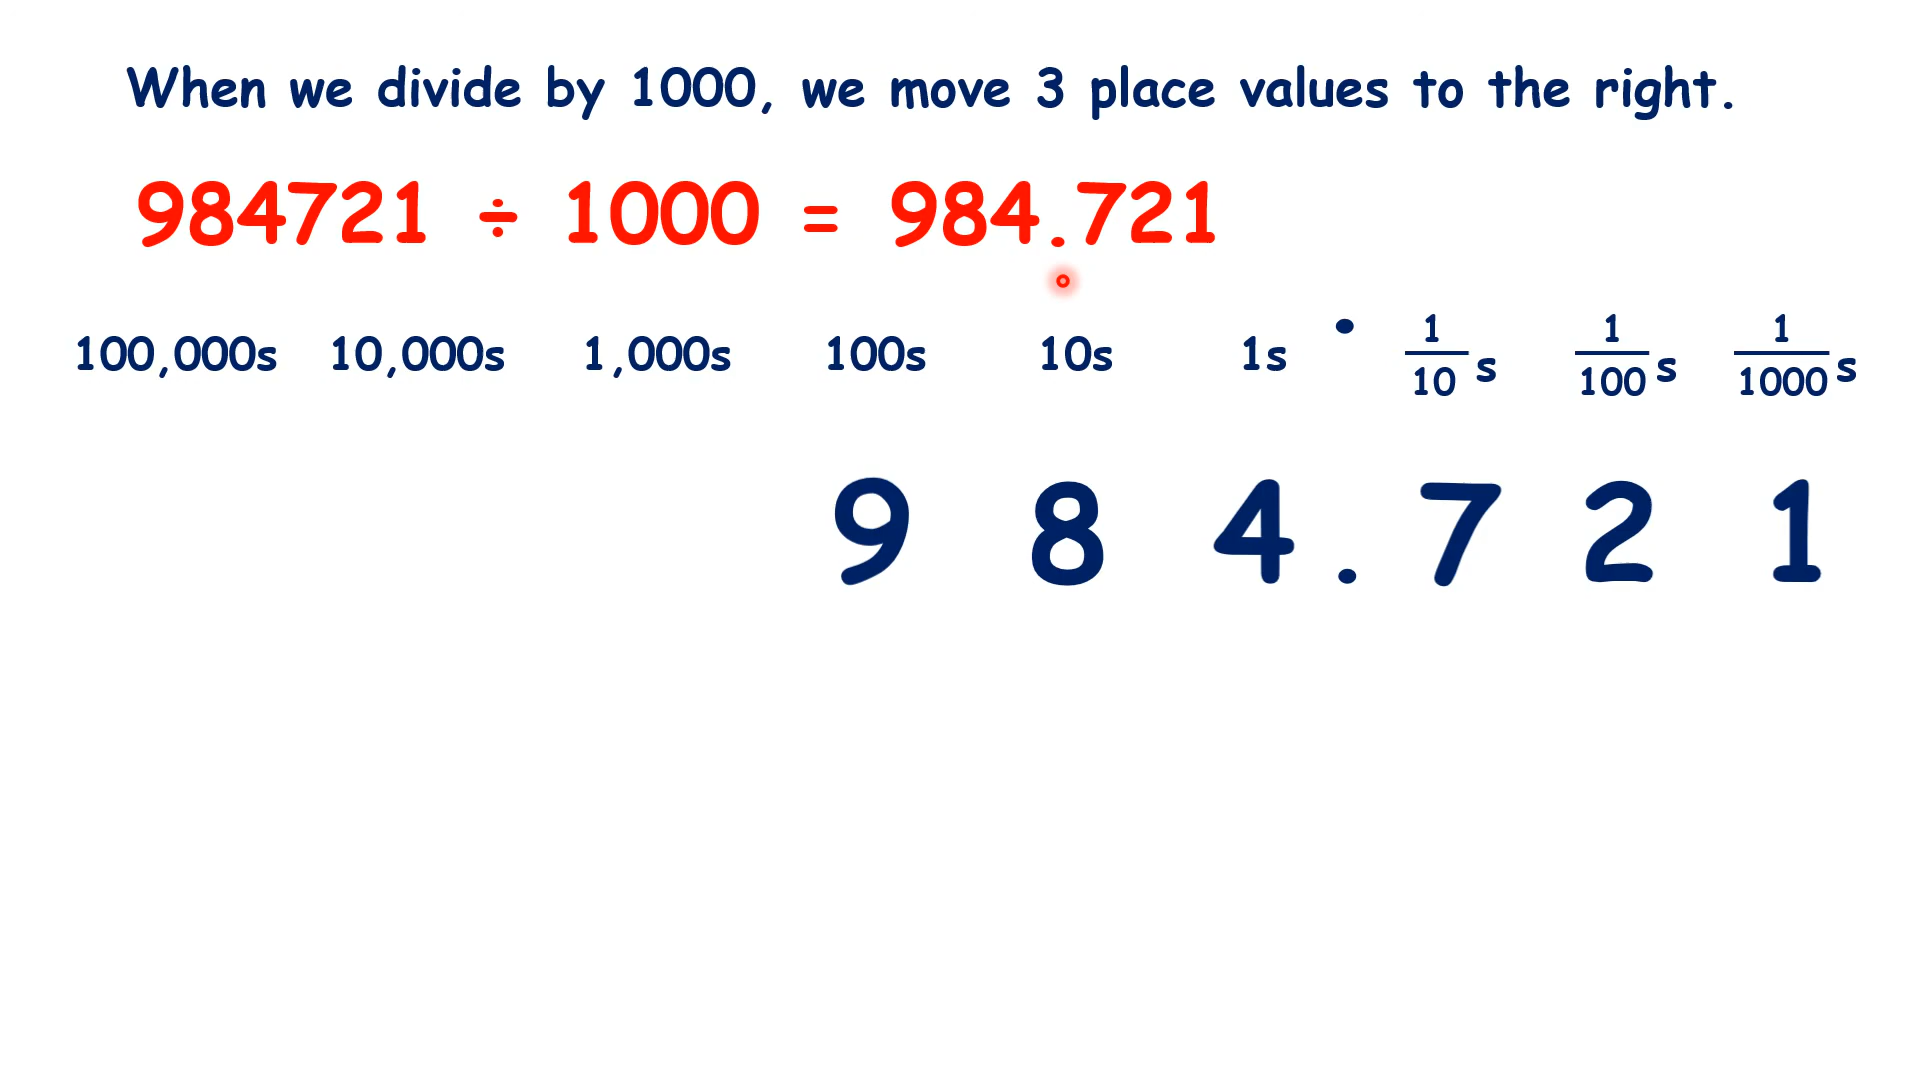 When we divide by 1000, we move 3 place values to the right.
984721 ÷ 1000 = 984.721
100,000s 10,000s 1,000s 100s 10s 1s . 1/10 s 1/100 s 1/1000 s
9 8 4 . 7 2 1